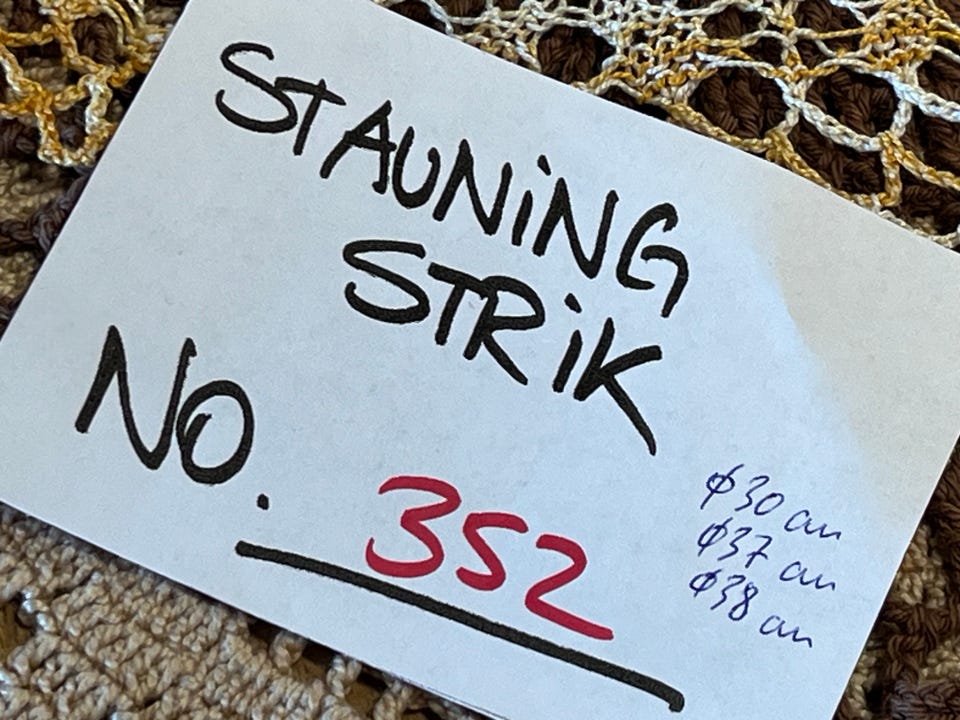 STAUNiNG
STRiK
NO. 352
ø30 cm
ø37 cm
ø38 cm